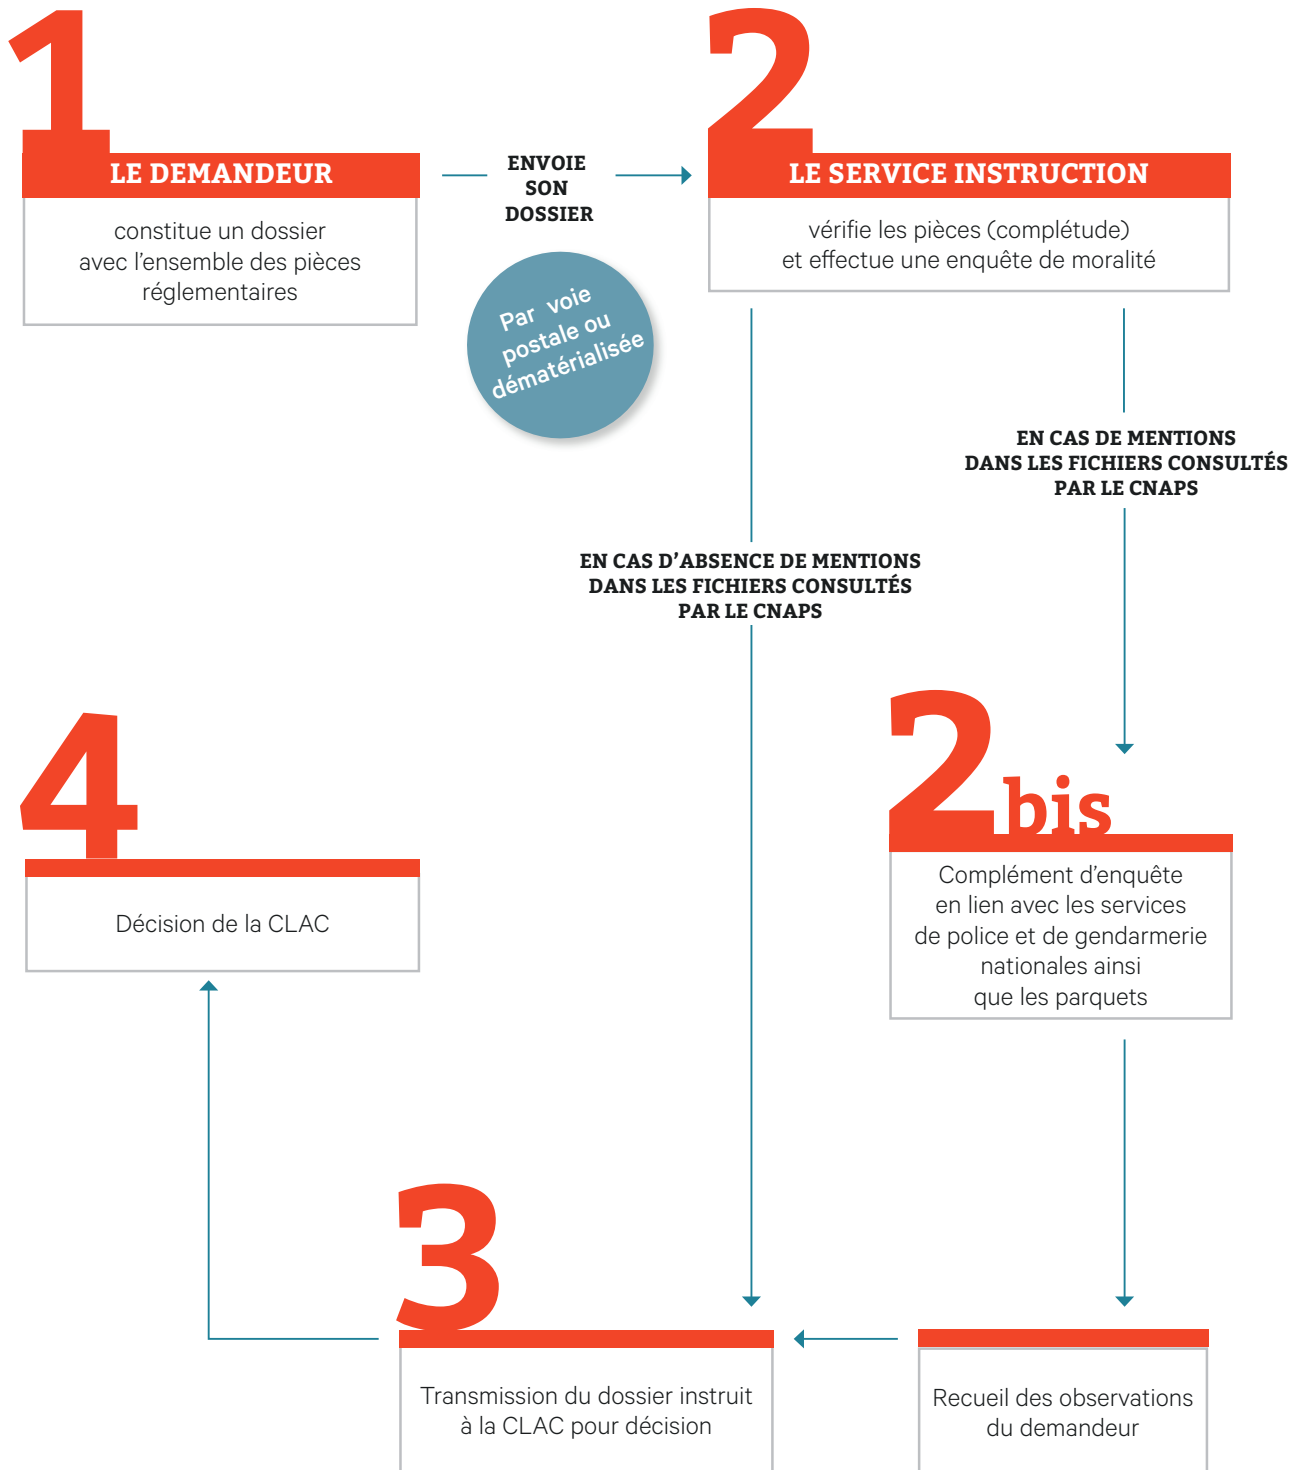 1
LE DEMANDEUR
constitue un dossier
avec l’ensemble des pièces
réglementaires
ENVOIE
SON
DOSSIER
Par voie
postale ou
dématérialisée
2
LE SERVICE INSTRUCTION
vérifie les pièces (complétude)
et effectue une enquête de moralité
EN CAS DE MENTIONS
DANS LES FICHIERS CONSULTÉS
PAR LE CNAPS
EN CAS D’ABSENCE DE MENTIONS
DANS LES FICHIERS CONSULTÉS
PAR LE CNAPS
2 bis
Complément d’enquête
en lien avec les services
de police et de gendarmerie
nationales ainsi
que les parquets
Recueil des observations
du demandeur
3
Transmission du dossier instruit
à la CLAC pour décision
4
Décision de la CLAC